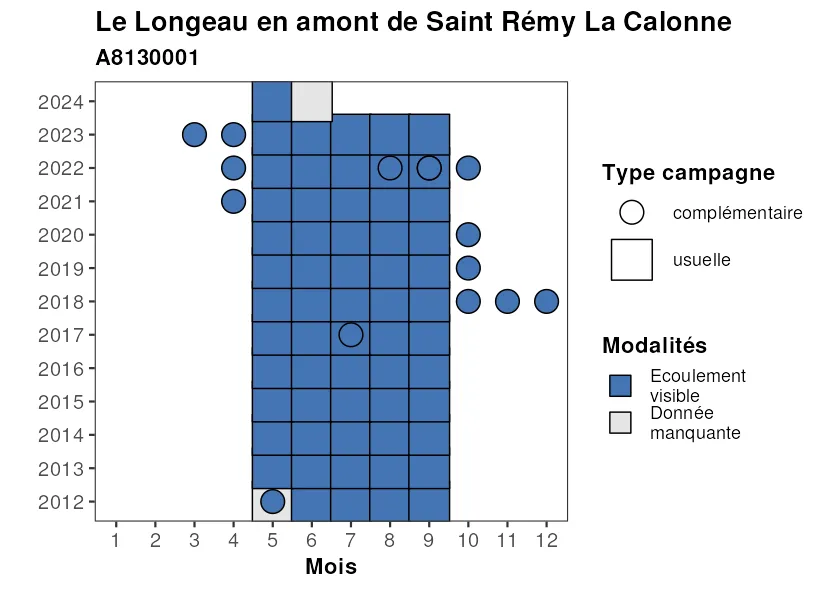 Le Longeau en amont de Saint Rémy La Calonne
A8130001
2024
2023
2022
2021
2020
2019
2018
2017
2016
2015
2014
2013
2012
1 2 3 4 5 6 7 8 9 10 11 12
Mois
Type campagne
complémentaire
usuelle
Modalités
Ecoulement
visible
Donnée
manquante